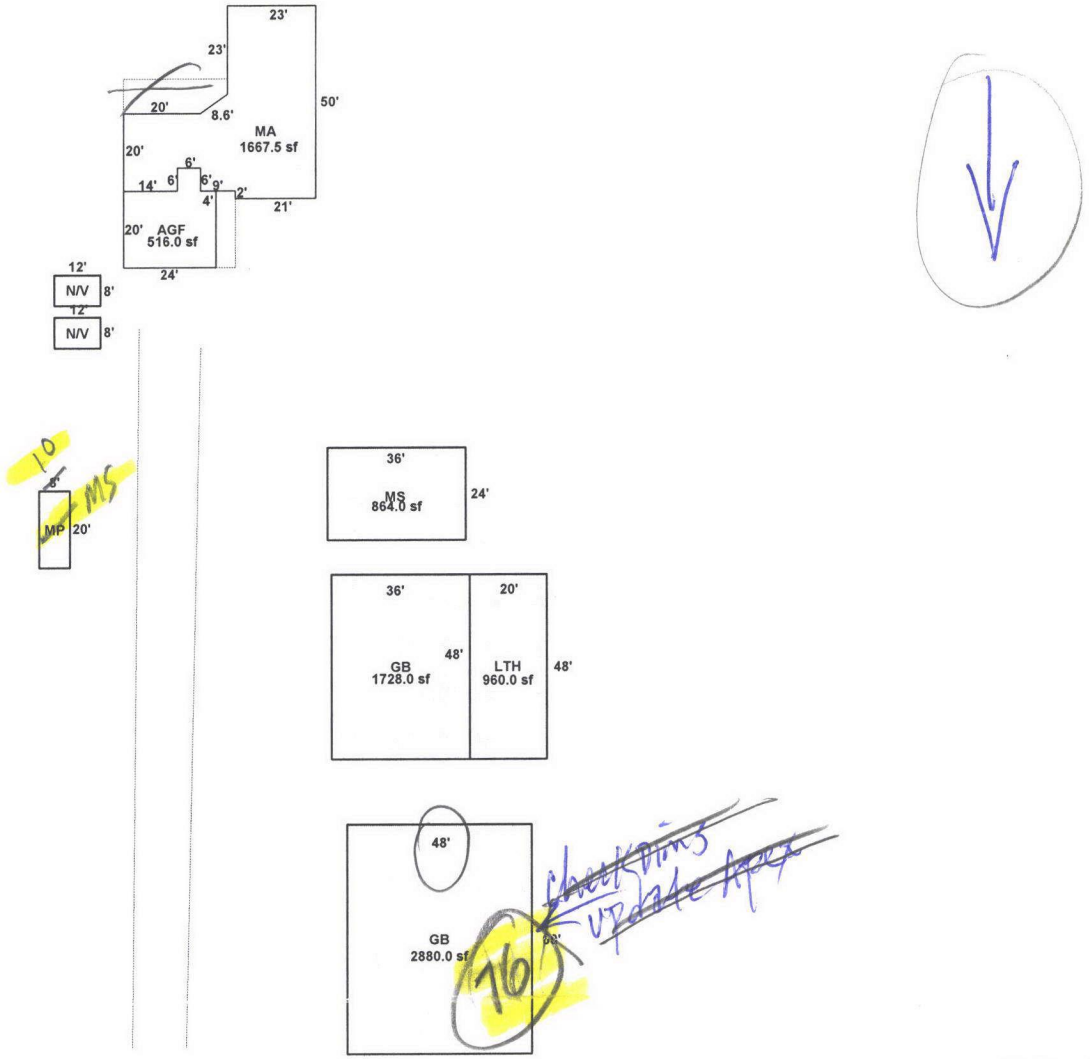 23'
23'
50'
20'
8.6'
MA
1667.5 sf
20'
6'
6'
6'
14'
9'
4'
2'
21'
AGF
516.0 sf
20'
24'
12'
N/V
8'
12'
N/V
8'
10
8'
MS
MP
20'
36'
MS
864.0 sf
24'
36'
20'
48'
GB
1728.0 sf
LTH
960.0 sf
48'
48'
check Dims
update Apex
GB
2880.0 sf
60'
76